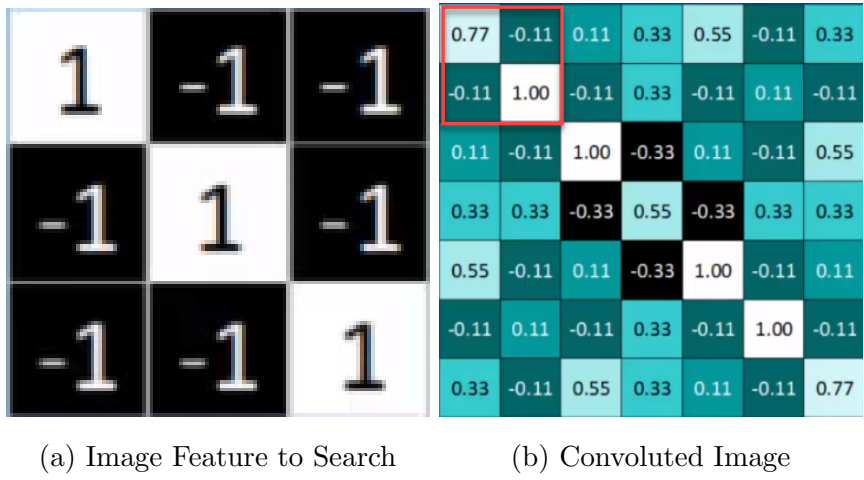 1 -1 -1
-1 1 -1
-1 -1 1
0.77 -0.11 0.11 0.33 0.55 -0.11 0.33
-0.11 1.00 -0.11 0.33 -0.11 0.11 -0.11
0.11 -0.11 1.00 -0.33 0.11 -0.11 0.55
0.33 0.33 -0.33 0.55 -0.33 0.33 0.33
0.55 -0.11 0.11 -0.33 1.00 -0.11 0.11
-0.11 0.11 -0.11 0.33 -0.11 1.00 -0.11
0.33 -0.11 0.55 0.33 0.11 -0.11 0.77
(a) Image Feature to Search
(b) Convoluted Image